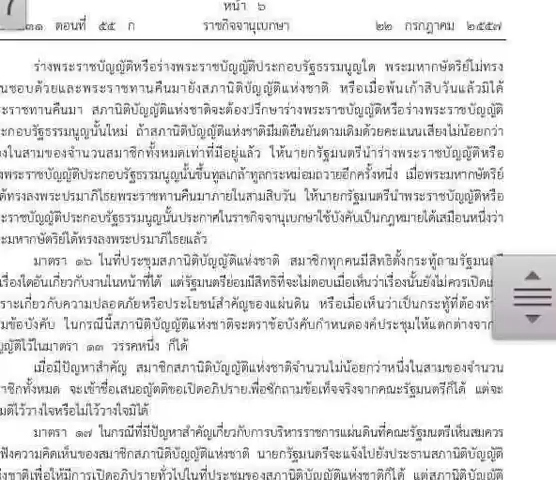 หน้า ๖
๑๓๑ ตอนที่ ๕๕ ก ราชกิจจานุเบกษา ๒๒ กรกฎาคม ๒๕๕๗
ร่างพระราชบัญญัติหรือร่างพระราชบัญญัติประกอบรัฐธรรมนูญใด พระมหากษัตริย์ไม่ทรง
นชอบด้วยและพระราชทานคืนมายังสภานิติบัญญัติแห่งชาติ หรือเมื่อพ้นเก้าสิบวันแล้วมิได้
ะราชทานคืนมา สภานิติบัญญัติแห่งชาติจะต้องปรึกษาร่างพระราชบัญญัติหรือร่างพระราชบัญญัติ
ะกอบรัฐธรรมนูญนั้นใหม่ ถ้าสภานิติบัญญัติแห่งชาติมีมติยืนยันตามเดิมด้วยคะแนนเสียงไม่น้อยกว่า
องในสามของจำนวนสมาชิกทั้งหมดเท่าที่มีอยู่แล้ว ให้นายกรัฐมนตรีนำร่างพระราชบัญญัติหรือ
งพระราชบัญญัติประกอบรัฐธรรมนูญนั้นขึ้นทูลเกล้าทูลกระหม่อมถวายอีกครั้งหนึ่ง เมื่อพระมหากษัตริย์
ด้ทรงลงพระปรมาภิไธยพระราชทานคืนมาภายในสามสิบวัน ให้นายกรัฐมนตรีนำพระราชบัญญัติหรือ
ะราชบัญญัติประกอบรัฐธรรมนูญนั้นประกาศในราชกิจจานุเบกษาใช้บังคับเป็นกฎหมายได้เสมือนหนึ่งว่า
ะมหากษัตริย์ได้ทรงลงพระปรมาภิไธยแล้ว
มาตรา ๑๖ ในที่ประชุมสภานิติบัญญัติแห่งชาติ สมาชิกทุกคนมีสิทธิตั้งกระทู้ถามรัฐมนตรี
เรื่องใดอันเกี่ยวกับงานในหน้าที่ได้ แต่รัฐมนตรีย่อมมีสิทธิที่จะไม่ตอบเมื่อเห็นว่าเรื่องนั้นยังไม่ควรเปิดเผ
ราะเกี่ยวกับความปลอดภัยหรือประโยชน์สำคัญของแผ่นดิน หรือเมื่อเห็นว่าเป็นกระทู้ที่ต้องห้า
มข้อบังคับ ในกรณีนี้สภานิติบัญญัติแห่งชาติจะตราข้อบังคับกำหนดองค์ประชุมให้แตกต่างจาก
ญัติไว้ในมาตรา ๑๓ วรรคหนึ่ง ก็ได้
เมื่อมีปัญหาสำคัญ สมาชิกสภานิติบัญญัติแห่งชาติจำนวนไม่น้อยกว่าหนึ่งในสามของจำนวน
าชิกทั้งหมด จะเข้าชื่อเสนอญัตติขอเปิดอภิปรายเพื่อซักถามข้อเท็จจริงจากคณะรัฐมนตรีก็ได้ แต่จะ
มติไว้วางใจหรือไม่ไว้วางใจมิได้
มาตรา ๑๗ ในกรณีที่มีปัญหาสำคัญเกี่ยวกับการบริหารราชการแผ่นดินที่คณะรัฐมนตรีเห็นสมควร
ฟังความคิดเห็นของสมาชิกสภานิติบัญญัติแห่งชาติ นายกรัฐมนตรีจะแจ้งไปยังประธานสภานิติบัญญัติ
งชาติเพื่อให้มีการเปิดอภิปรายทั่วไปในที่ประชุมของสภานิติบัญญัติแห่งชาติก็ได้ แต่สภานิติบัญญัติ